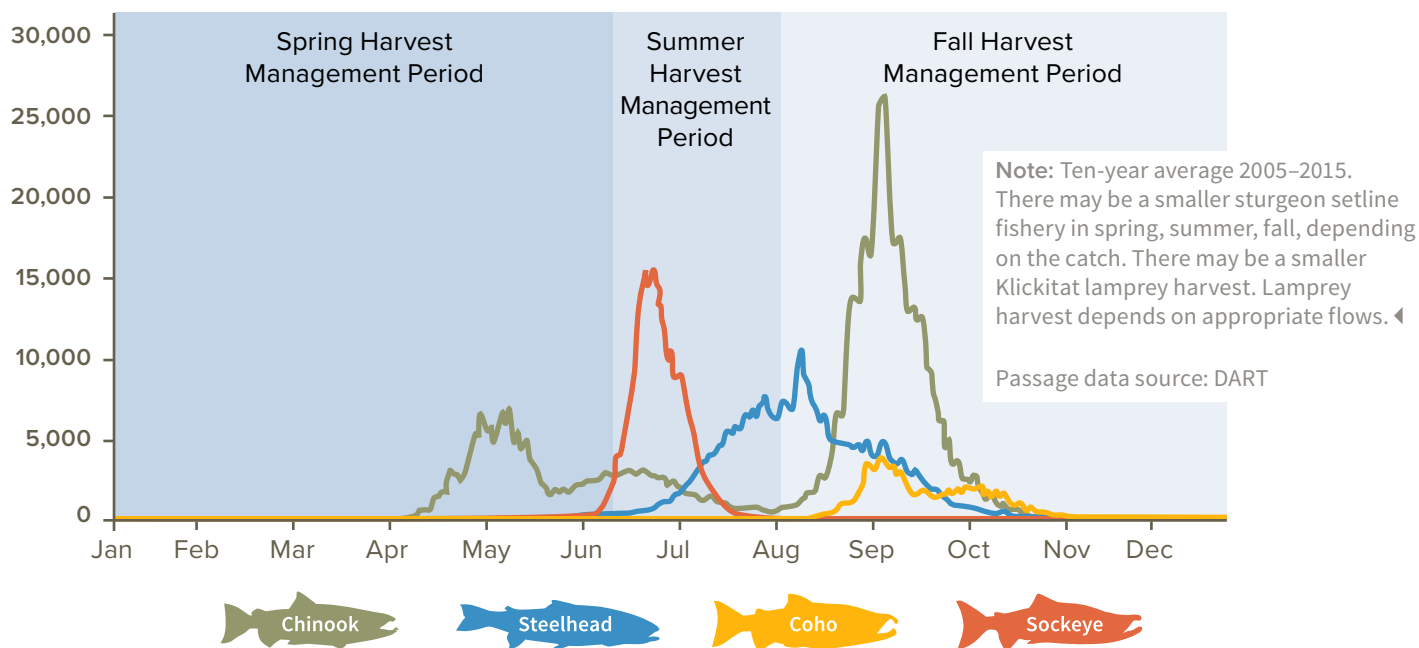 30,000
25,000
20,000
15,000
10,000
5,000
0
Spring Harvest
Management Period
Summer
Harvest
Management
Period
Fall Harvest
Management Period
Note: Ten-year average 2005–2015.
There may be a smaller sturgeon setline
fishery in spring, summer, fall, depending
on the catch. There may be a smaller
Klickitat lamprey harvest. Lamprey
harvest depends on appropriate flows.
Passage data source: DART
Jan Feb Mar Apr May Jun Jul Aug Sep Oct Nov Dec
Chinook Steelhead Coho Sockeye